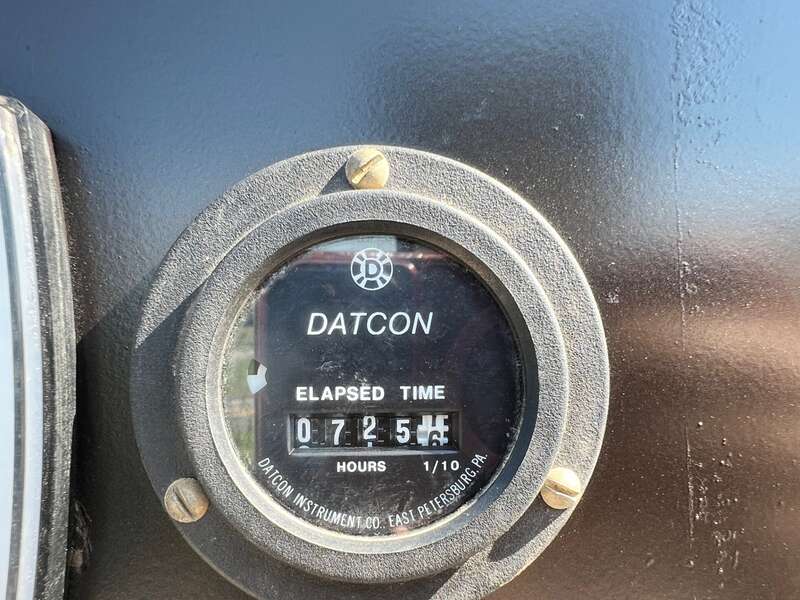 D
DATCON
ELAPSED TIME
0725
HOURS 1/10
DATCON INSTRUMENT CO., EAST PETERSBURG, PA.